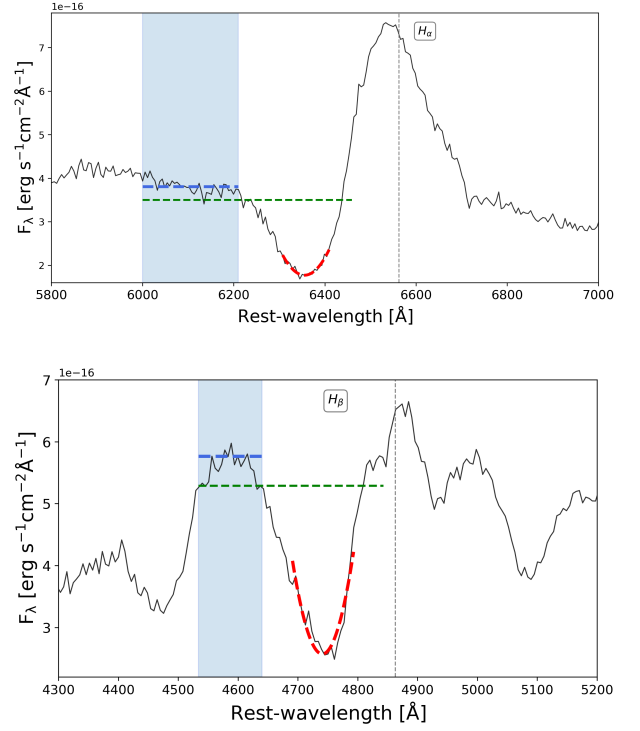 1e−16
H_α
7
6
5
4
3
2
F_λ [erg s⁻¹cm⁻²Å⁻¹]
5800 6000 6200 6400 6600 6800 7000
Rest-wavelength [Å]
1e−16
H_β
7
6
5
4
3
F_λ [erg s⁻¹cm⁻²Å⁻¹]
4300 4400 4500 4600 4700 4800 4900 5000 5100 5200
Rest-wavelength [Å]